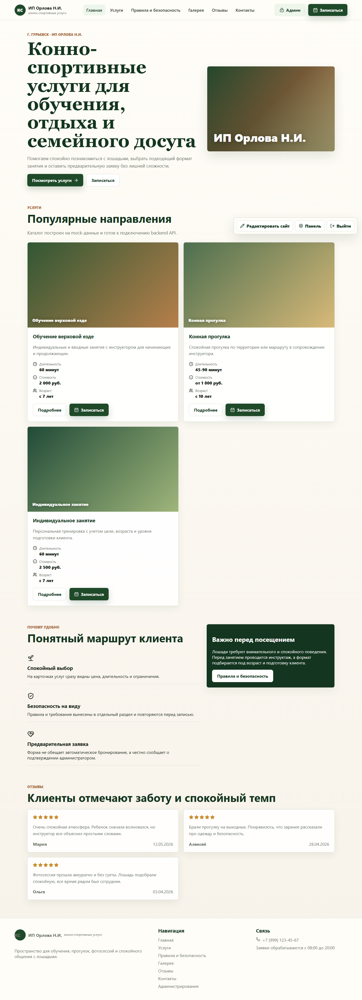 КС
ИП Орлова Н.И.
конно-спортивные услуги
Главная
Услуги
Правила и безопасность
Галерея
Отзывы
Контакты
Админ
Записаться
Г. ГУРЬЕВСК · ИП ОРЛОВА Н.И.
Конно-
спортивные
услуги для
обучения,
отдыха и
семейного досуга
Помогаем спокойно познакомиться с лошадьми, выбрать подходящий формат
занятия и оставить предварительную заявку без лишней сложности.
Посмотреть услуги
Записаться
ИП Орлова Н.И.
УСЛУГИ
Популярные направления
Каталог построен на mock-данных и готов к подключению backend API.
Редактировать сайт
Панель
Выйти
Обучение верховой езде
Обучение верховой езде
Индивидуальные и вводные занятия с инструктором для начинающих
и продолжающих.
Длительность
60 минут
Стоимость
2 000 руб.
Возраст
с 7 лет
Подробнее
Записаться
Конная прогулка
Конная прогулка
Спокойная прогулка по территории или маршруту в сопровождении
инструктора.
Длительность
45-90 минут
Стоимость
от 1 800 руб.
Возраст
с 10 лет
Подробнее
Записаться
Индивидуальное занятие
Индивидуальное занятие
Персональная тренировка с учетом цели, возраста и уровня
подготовки клиента.
Длительность
60 минут
Стоимость
2 500 руб.
Возраст
с 7 лет
Подробнее
Записаться
ПОЧЕМУ УДОБНО
Понятный маршрут клиента
Спокойный выбор
На карточках услуг сразу видны цена, длительность и ограничения.
Безопасность на виду
Правила и требования вынесены в отдельный раздел и повторяются перед записью.
Предварительная заявка
Форма не обещает автоматическое бронирование, а честно сообщает о
подтверждении администратором.
Важно перед посещением
Лошади требуют внимательного и спокойного поведения.
Перед занятием проводится инструктаж, а формат
подбирается под возраст и подготовку клиента.
Правила и безопасность
ОТЗЫВЫ
Клиенты отмечают заботу и спокойный темп
Очень спокойная атмосфера. Ребенок сначала волновался, но
инструктор все объяснил простыми словами.
Мария
12.05.2026
Брали прогулку на выходных. Понравилось, что заранее рассказали
про одежду и безопасность.
Алексей
28.04.2026
Фотосессия прошла аккуратно и без суеты. Лошадь подобрали
спокойную, все время рядом был сотрудник.
Ольга
03.04.2026
КС
ИП Орлова Н.И.
конно-спортивные услуги
Пространство для обучения, прогулок, фотосессий и спокойного
общения с лошадьми.
Навигация
Главная
Услуги
Правила и безопасность
Галерея
Отзывы
Контакты
Администрирование
Связь
+7 (999) 123-45-67
Заявки обрабатываются с 08:00 до 20:00